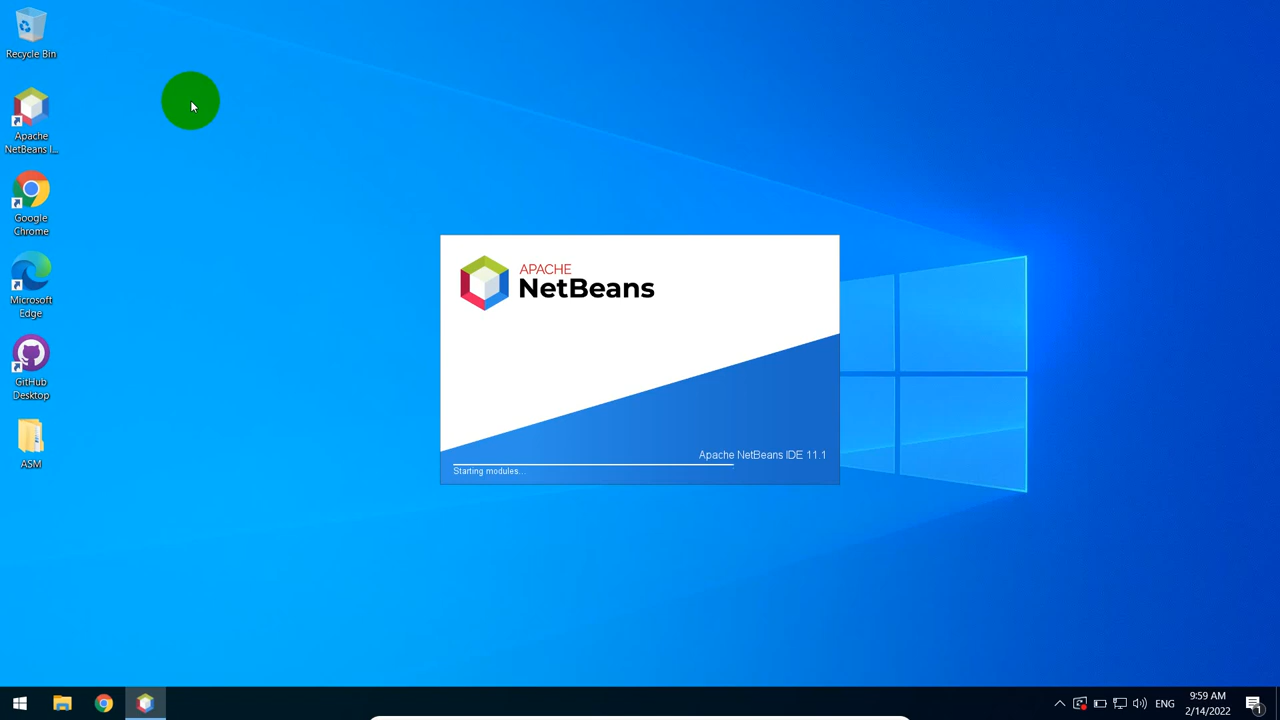 Recycle Bin
Apache
NetBeans I...
Google
Chrome
Microsoft
Edge
GitHub
Desktop
ASM
APACHE
NetBeans
Apache NetBeans IDE 11.1
Starting modules...
ENG
9:59 AM
2/14/2022
1